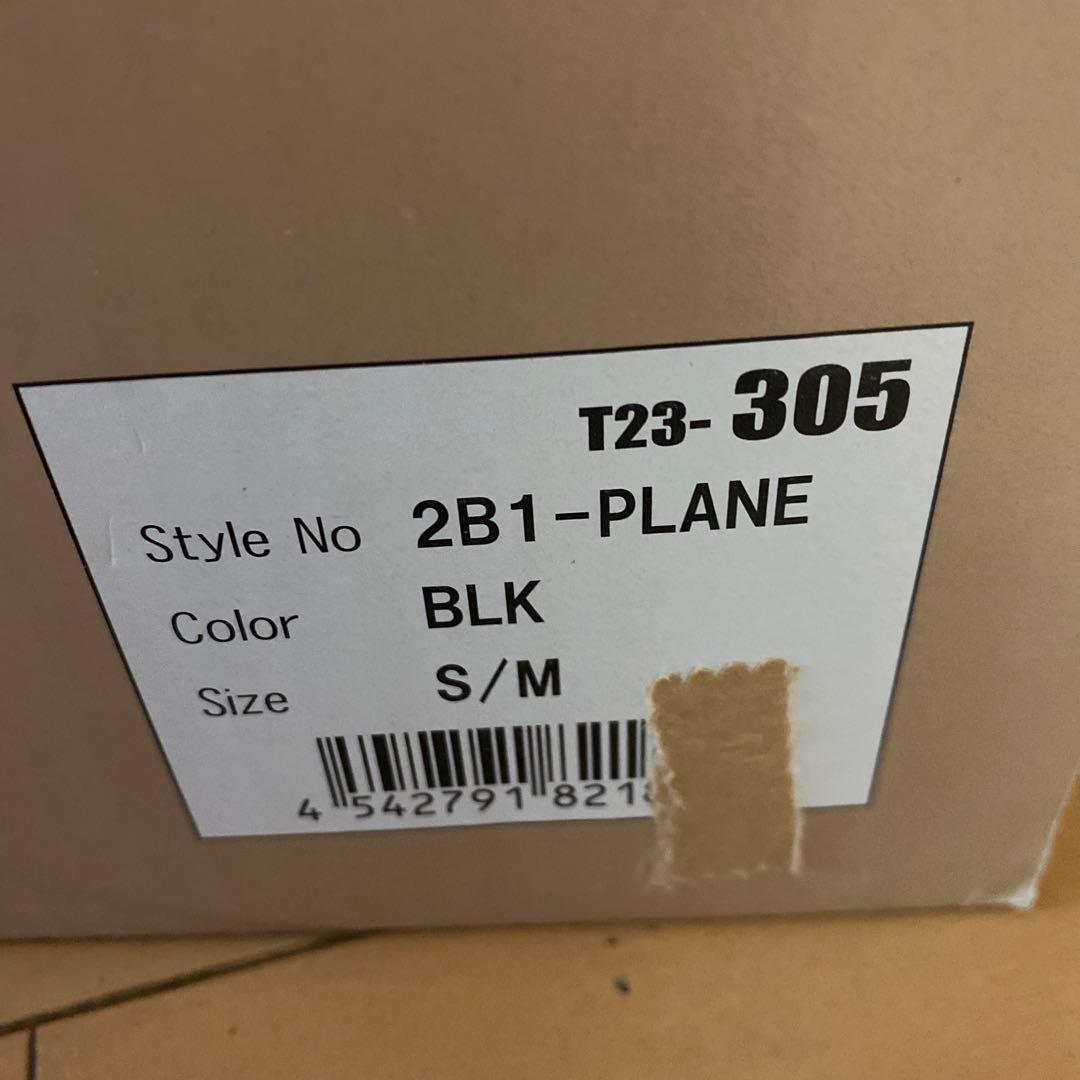 T23-305
Style No 2B1-PLANE
Color BLK
Size S/M
4 542791 821